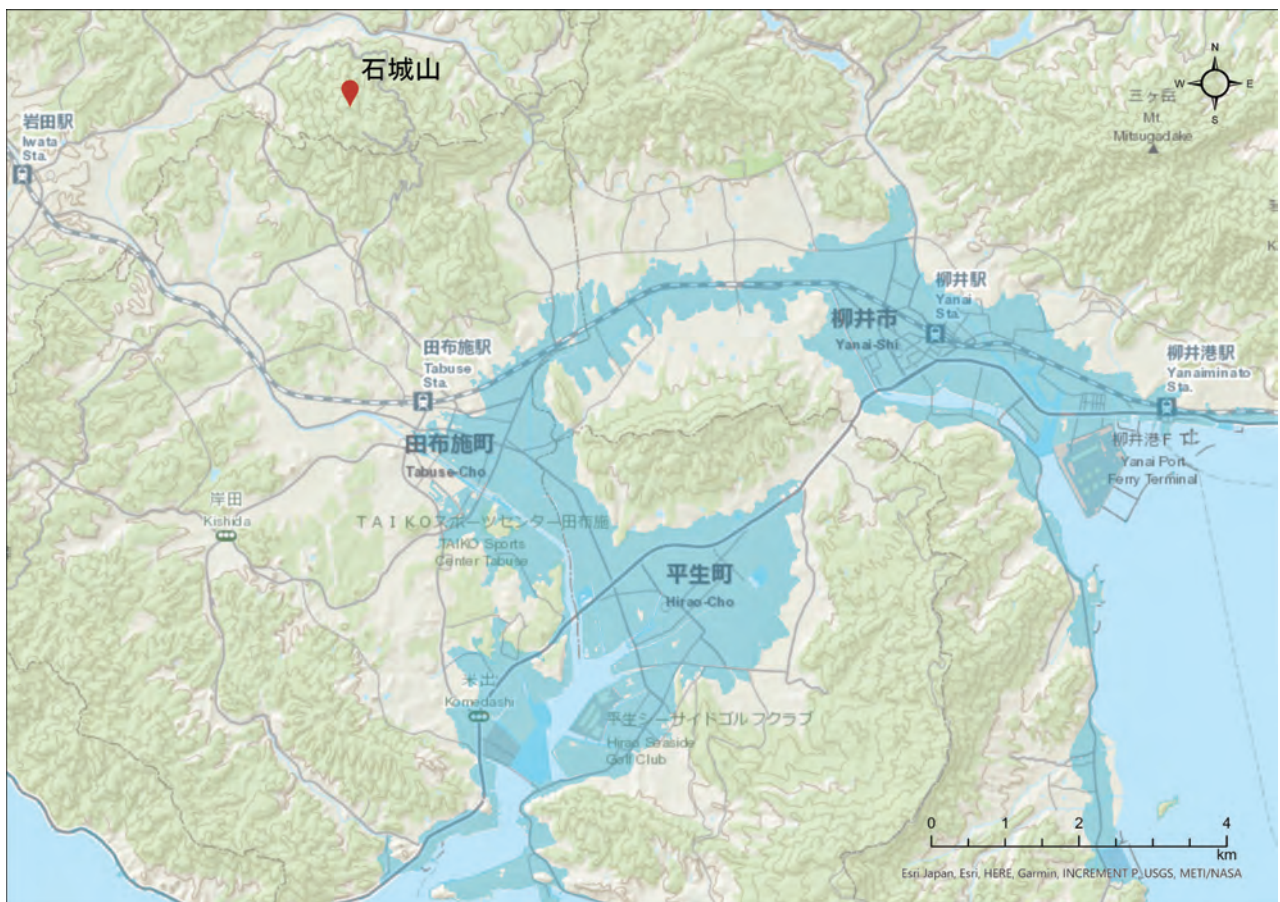 石城山
N
W
E
S
三ヶ岳
Mt.
Mitsugadake
岩田駅
Iwata
Sta.
柳井駅
Yanai
Sta.
柳井市
Yanai-Shi
田布施駅
Tabuse
Sta.
柳井港駅
Yanaiminato
Sta.
田布施町
Tabuse-Cho
柳井港F
Yanai Port
Ferry Terminal
岸田
Kishida
TAIKOスポーツセンター田布施
TAIKO Sports
Center Tabuse
平生町
Hirao-Cho
米出
Komedashi
平生シーサイドゴルフクラブ
Hirao Seaside
Golf Club
0 1 2 4
km
Esri Japan, Esri, HERE, Garmin, INCREMENT P, USGS, METI/NASA